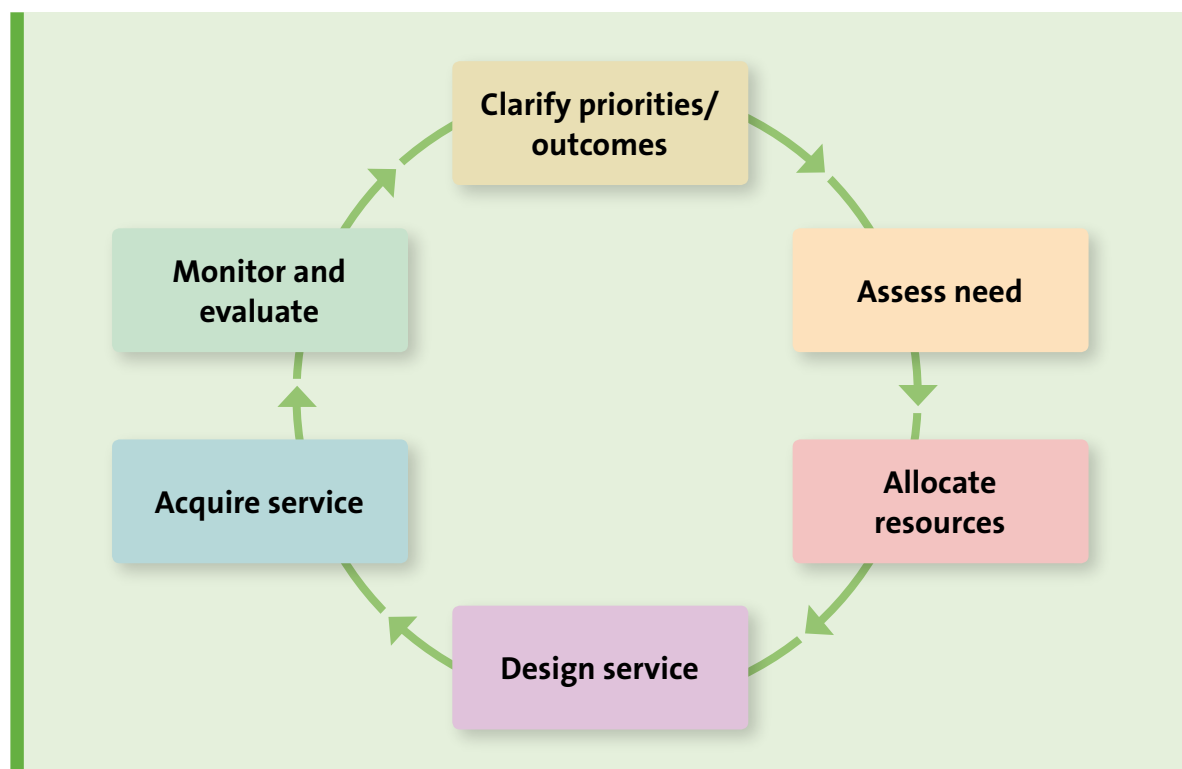 Clarify priorities/
outcomes
Assess need
Allocate
resources
Design service
Acquire service
Monitor and
evaluate